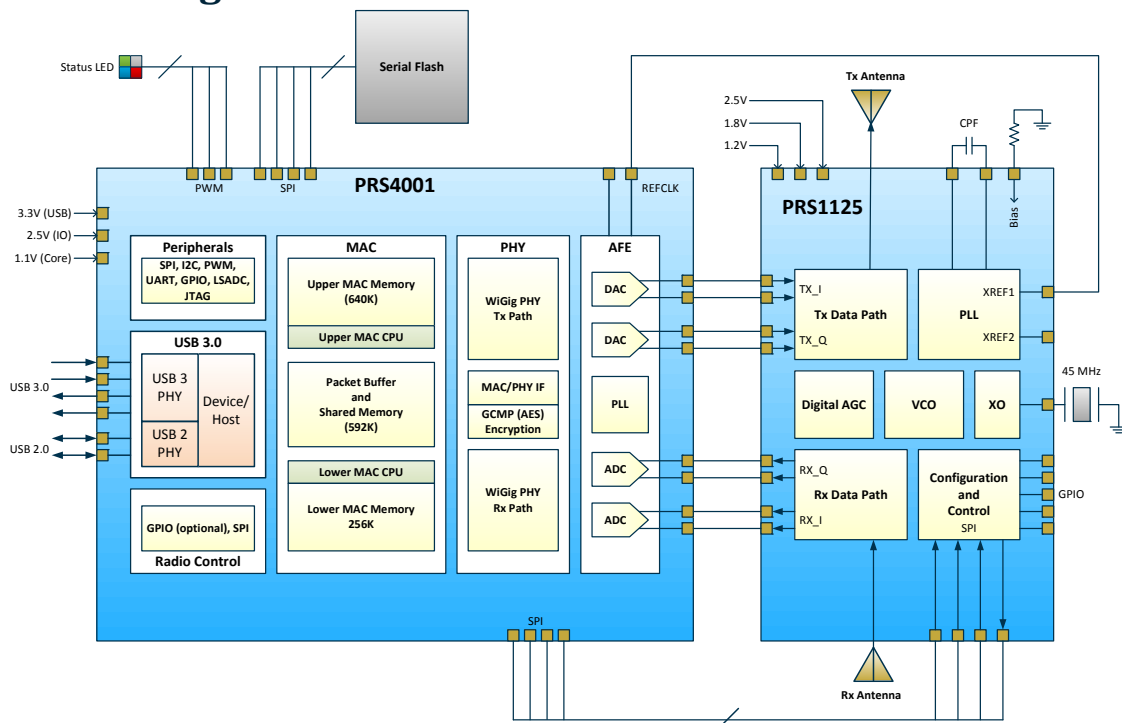 Status LED
Serial Flash
Tx Antenna
2.5V
1.8V
1.2V
CPF
PWM
SPI
PRS4001
REFCLK
PRS1125
Bias
3.3V (USB)
2.5V (IO)
1.1V (Core)
Peripherals
SPI, I2C, PWM,
UART, GPIO, LSADC,
JTAG
USB 3.0
USB 3
PHY
Device/
Host
USB 2
PHY
USB 3.0
USB 2.0
GPIO (optional), SPI
Radio Control
MAC
Upper MAC Memory
(640K)
Upper MAC CPU
Packet Buffer
and
Shared Memory
(592K)
Lower MAC CPU
Lower MAC Memory
256K
PHY
WiGig PHY
Tx Path
MAC/PHY IF
GCMP (AES)
Encryption
WiGig PHY
Rx Path
AFE
DAC
DAC
PLL
ADC
ADC
TX_I
Tx Data Path
TX_Q
XREF1
PLL
XREF2
45 MHz
Digital AGC
VCO
XO
RX_Q
Rx Data Path
RX_I
Configuration
and
Control
SPI
GPIO
SPI
Rx Antenna